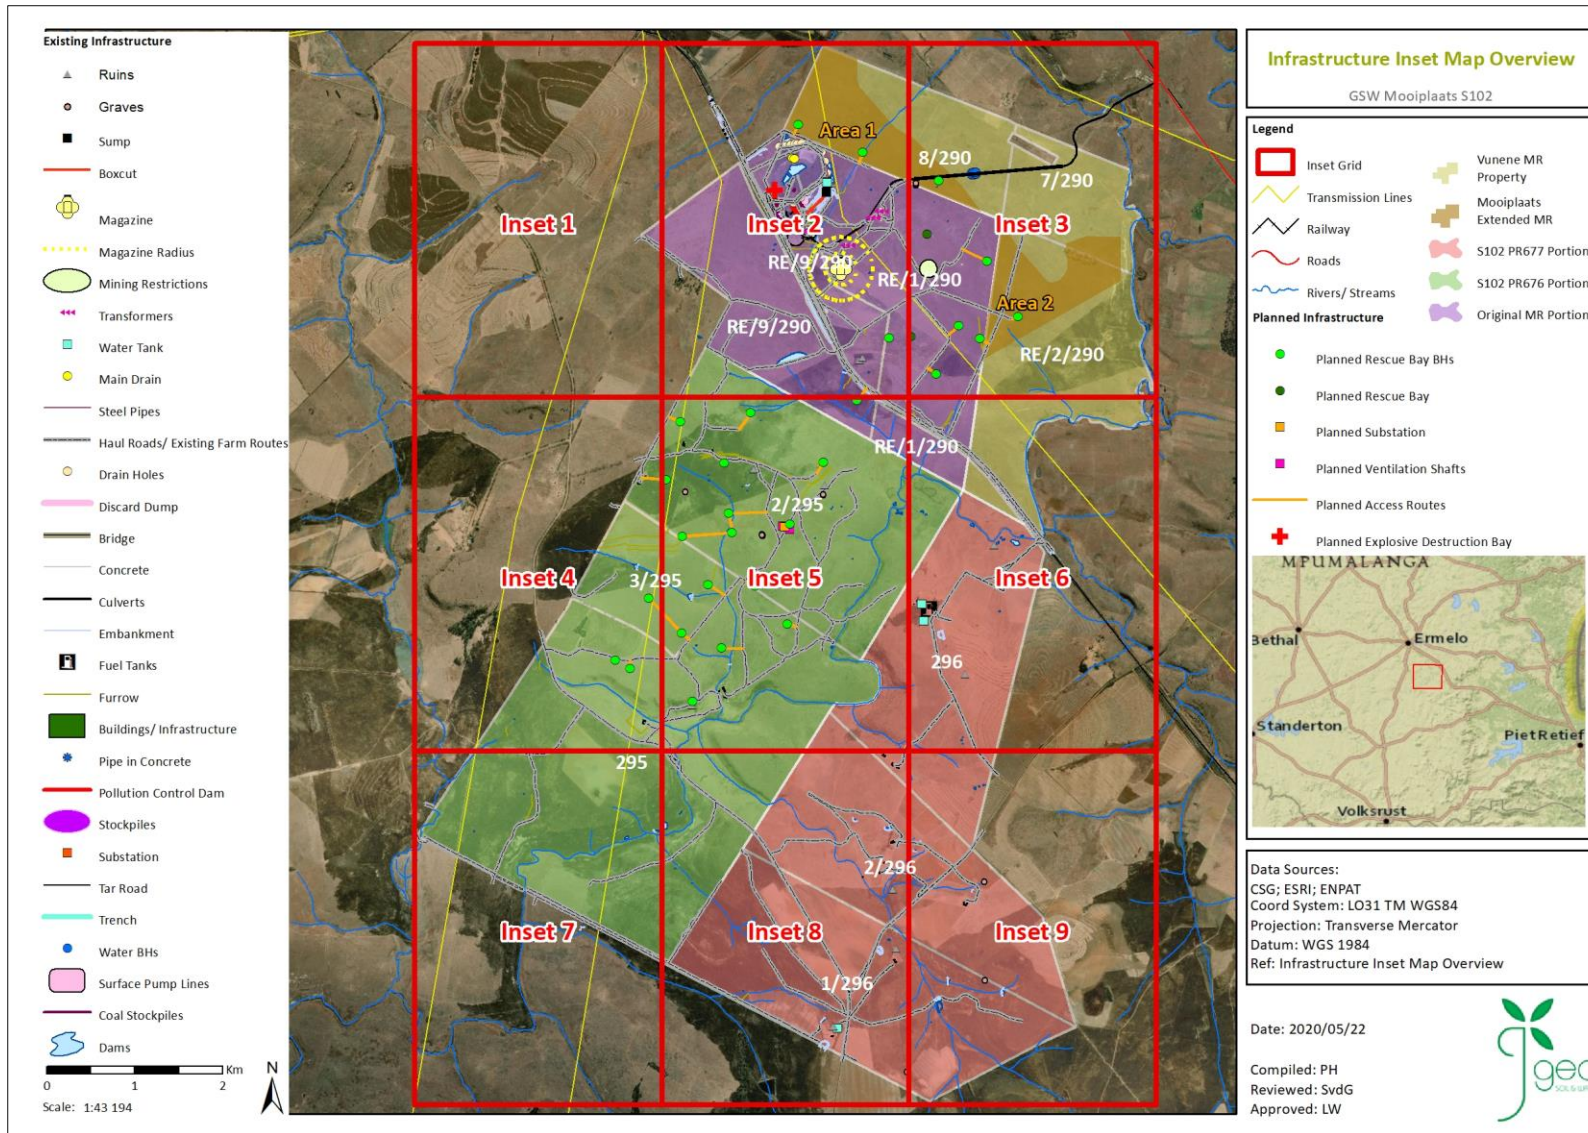 Existing Infrastructure
Ruins
Graves
Sump
Boxcut
Magazine
Magazine Radius
Mining Restrictions
Transformers
Water Tank
Main Drain
Steel Pipes
Haul Roads/ Existing Farm Routes
Drain Holes
Discard Dump
Bridge
Concrete
Culverts
Embankment
Fuel Tanks
Furrow
Buildings/ Infrastructure
Pipe in Concrete
Pollution Control Dam
Stockpiles
Substation
Tar Road
Trench
Water BHs
Surface Pump Lines
Coal Stockpiles
Dams
Km
0 1 2
N
Scale: 1:43 194
Area 1
8/290
7/290
Inset 1
Inset 2
Inset 3
RE/9/290
RE/1/290
Area 2
RE/9/290
RE/2/290
RE/1/290
2/295
Inset 4
3/295
Inset 5
Inset 6
296
295
2/296
Inset 7
Inset 8
Inset 9
1/296
Infrastructure Inset Map Overview
GSW Mooiplaats S102
Legend
Inset Grid
Transmission Lines
Railway
Roads
Rivers/ Streams
Vunene MR
Property
Mooiplaats
Extended MR
S102 PR677 Portion
S102 PR676 Portion
Original MR Portion
Planned Infrastructure
Planned Rescue Bay BHs
Planned Rescue Bay
Planned Substation
Planned Ventilation Shafts
Planned Access Routes
Planned Explosive Destruction Bay
MPUMALANGA
Bethal
Ermelo
Standerton
Piet Retief
Volksrust
Data Sources:
CSG; ESRI; ENPAT
Coord System: LO31 TM WGS84
Projection: Transverse Mercator
Datum: WGS 1984
Ref: Infrastructure Inset Map Overview
Date: 2020/05/22
Compiled: PH
Reviewed: SvdG
Approved: LW